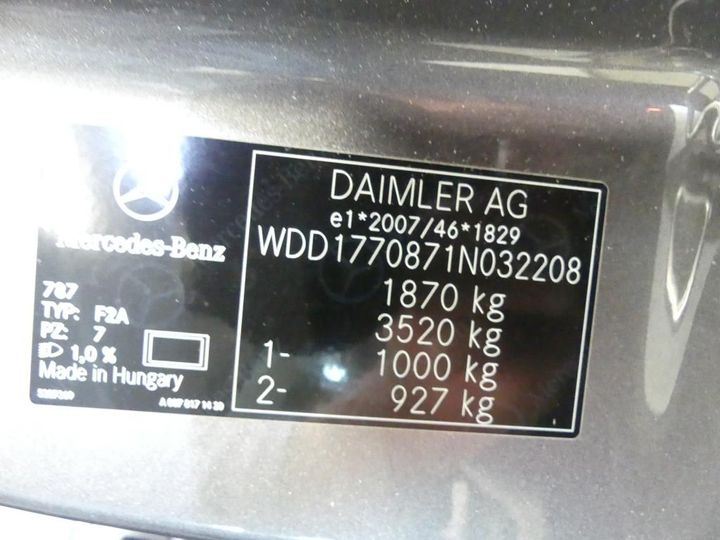 Mercedes-Benz
787
TYP: F2A
PZ: 7
1,0 %
Made in Hungary
DAIMLER AG
e1*2007/46*1829
WDD1770871N032208
1870 kg
3520 kg
1- 1000 kg
2- 927 kg